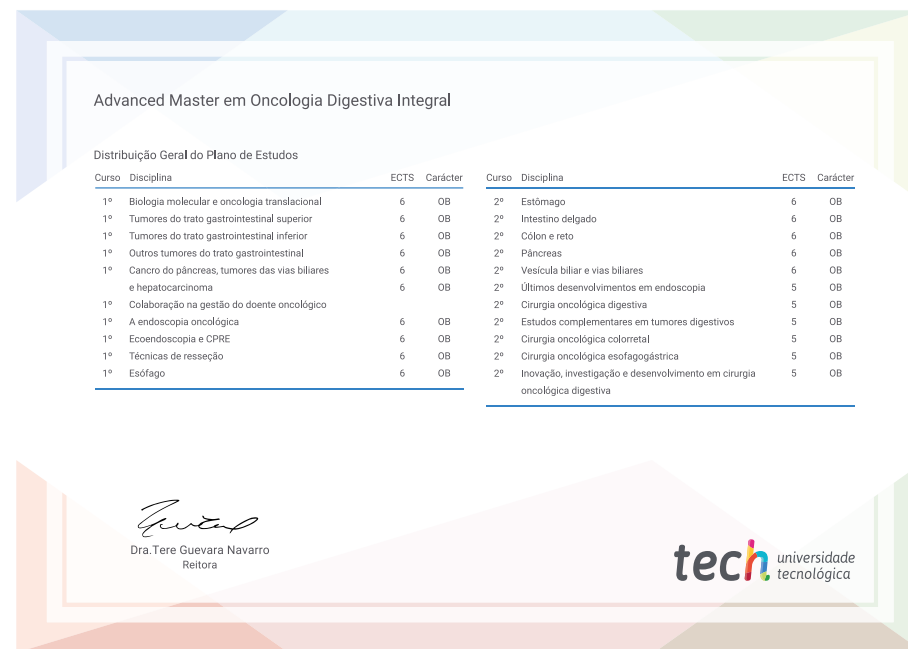 Advanced Master em Oncologia Digestiva Integral
Distribuição Geral do Plano de Estudos
Curso Disciplina ECTS Carácter
1º Biologia molecular e oncologia translacional 6 OB
1º Tumores do trato gastrointestinal superior 6 OB
1º Tumores do trato gastrointestinal inferior 6 OB
1º Outros tumores do trato gastrointestinal 6 OB
1º Cancro do pâncreas, tumores das vias biliares 6 OB
e hepatocarcinoma 6 OB
1º Colaboração na gestão do doente oncológico
1º A endoscopia oncológica 6 OB
1º Ecoendoscopia e CPRE 6 OB
1º Técnicas de resseção 6 OB
1º Esófago 6 OB
Curso Disciplina ECTS Carácter
2º Estômago 6 OB
2º Intestino delgado 6 OB
2º Cólon e reto 6 OB
2º Pâncreas 6 OB
2º Vesícula biliar e vias biliares 6 OB
2º Últimos desenvolvimentos em endoscopia 5 OB
2º Cirurgia oncológica digestiva 5 OB
2º Estudos complementares em tumores digestivos 5 OB
2º Cirurgia oncológica colorretal 5 OB
2º Cirurgia oncológica esofagogástrica 5 OB
2º Inovação, investigação e desenvolvimento em cirurgia 5 OB
oncológica digestiva
Dra.Tere Guevara Navarro
Reitora
tech universidade
tecnológica